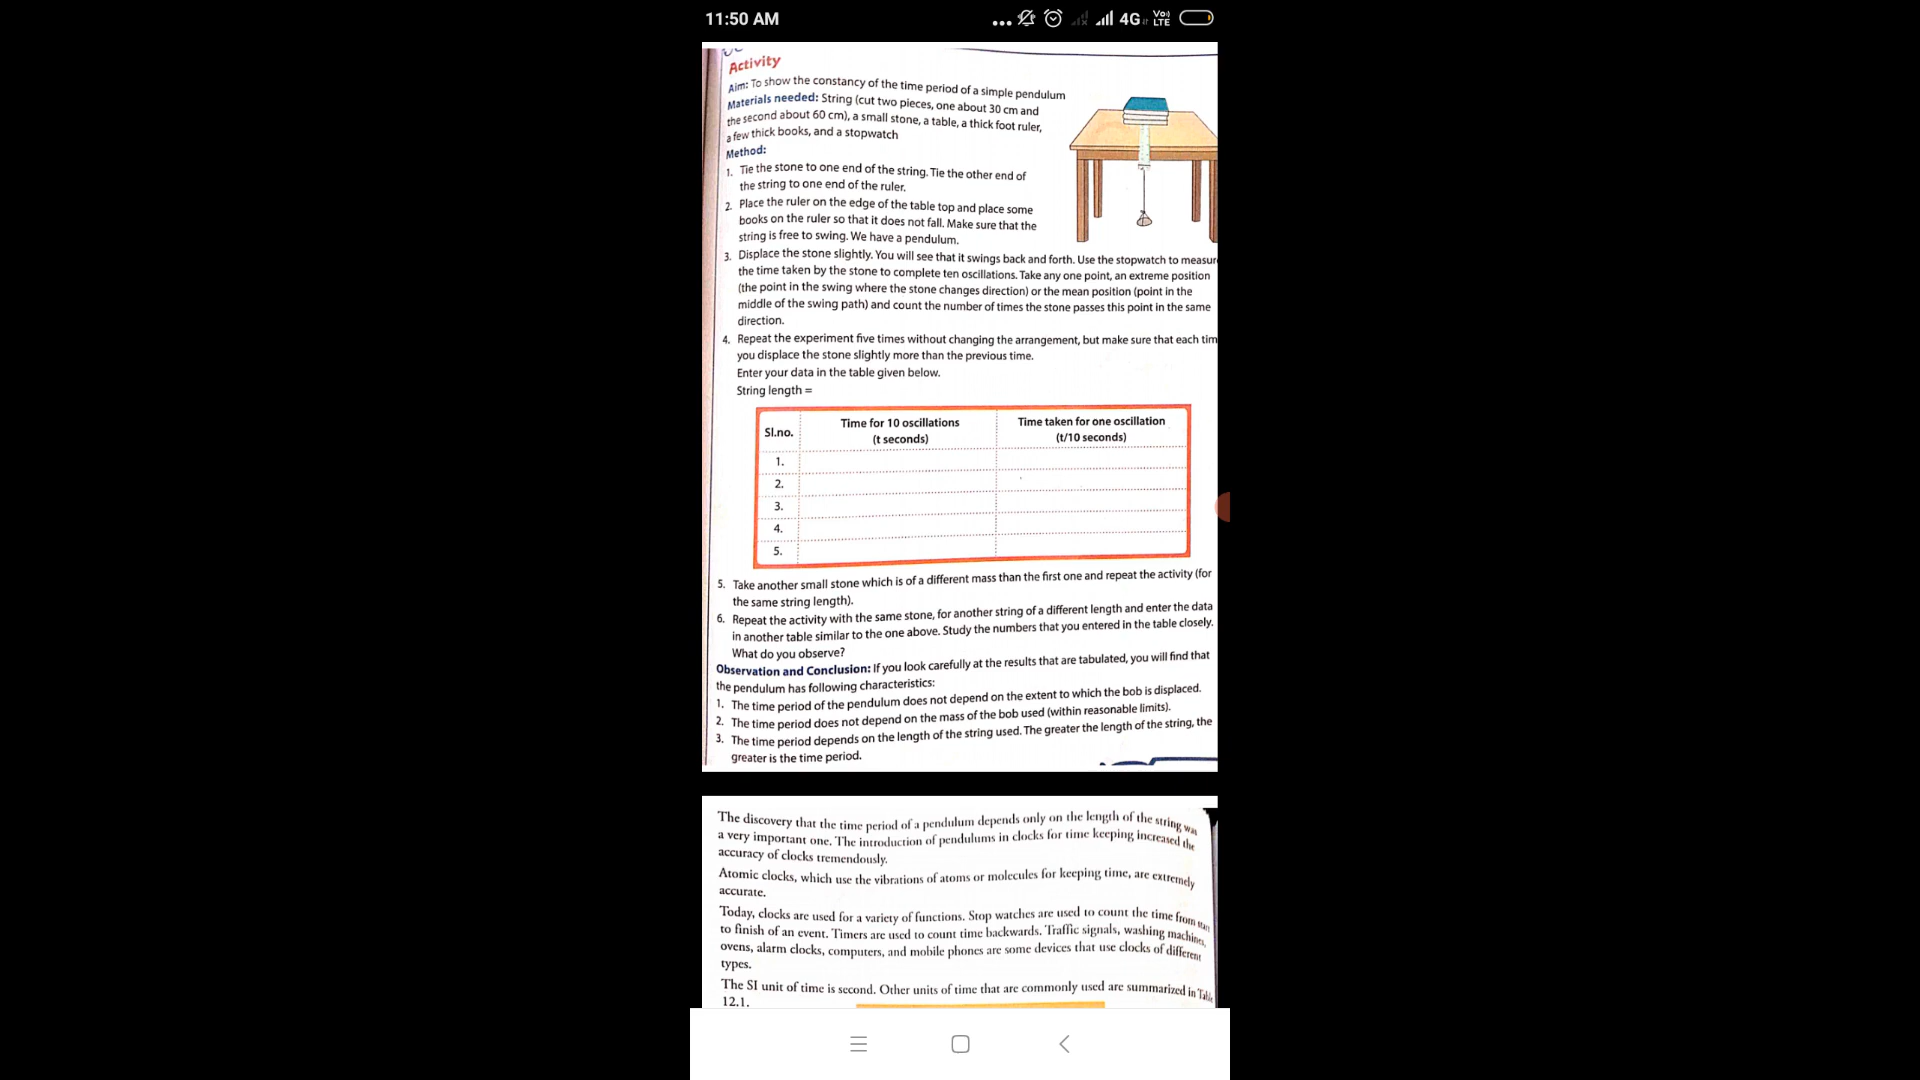 11:50 AM
4G
Vo)
LTE
Activity
Aim: To show the constancy of the time period of a simple pendulum
Materials needed: String (cut two pieces, one about 30 cm and
the second about 60 cm), a small stone, a table, a thick foot ruler,
a few thick books, and a stopwatch
Method:
1. Tie the stone to one end of the string. Tie the other end of
the string to one end of the ruler.
2. Place the ruler on the edge of the table top and place some
books on the ruler so that it does not fall. Make sure that the
string is free to swing. We have a pendulum.
3. Displace the stone slightly. You will see that it swings back and forth. Use the stopwatch to measur
the time taken by the stone to complete ten oscillations. Take any one point, an extreme position
(the point in the swing where the stone changes direction) or the mean position (point in the
middle of the swing path) and count the number of times the stone passes this point in the same
direction.
4. Repeat the experiment five times without changing the arrangement, but make sure that each tim
you displace the stone slightly more than the previous time.
Enter your data in the table given below.
String length =
Sl.no. Time for 10 oscillations Time taken for one oscillation
(t seconds) (t/10 seconds)
1.
2.
3.
4.
5.
5. Take another small stone which is of a different mass than the first one and repeat the activity (for
the same string length).
6. Repeat the activity with the same stone, for another string of a different length and enter the data
in another table similar to the one above. Study the numbers that you entered in the table closely.
What do you observe?
Observation and Conclusion: If you look carefully at the results that are tabulated, you will find that
the pendulum has following characteristics:
1. The time period of the pendulum does not depend on the extent to which the bob is displaced.
2. The time period does not depend on the mass of the bob used (within reasonable limits).
3. The time period depends on the length of the string used. The greater the length of the string, the
greater is the time period.
The discovery that the time period of a pendulum depends only on the length of the string was
a very important one. The introduction of pendulums in clocks for time keeping increased the
accuracy of clocks tremendously.
Atomic clocks, which use the vibrations of atoms or molecules for keeping time, are extremely
accurate.
Today, clocks are used for a variety of functions. Stop watches are used to count the time from start
to finish of an event. Timers are used to count time backwards. Traffic signals, washing machines,
ovens, alarm clocks, computers, and mobile phones are some devices that use clocks of different
types.
The SI unit of time is second. Other units of time that are commonly used are summarized in Table
12.1.